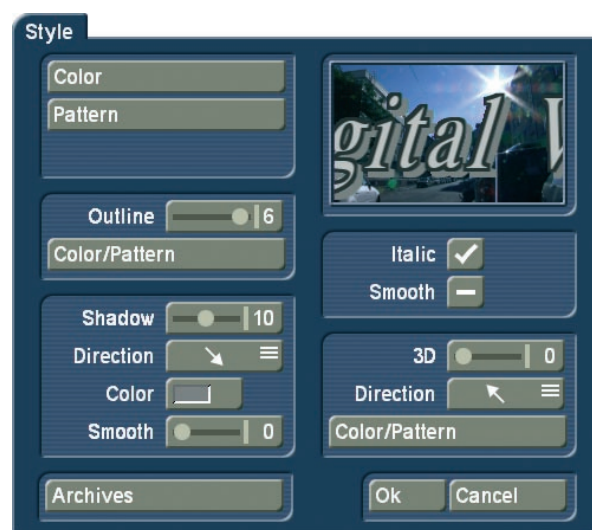 Style
Color
Pattern
gital
Outline 6
Color/Pattern
Italic
Smooth
Shadow 10
Direction
Color
Smooth 0
3D 0
Direction
Color/Pattern
Archives
Ok
Cancel